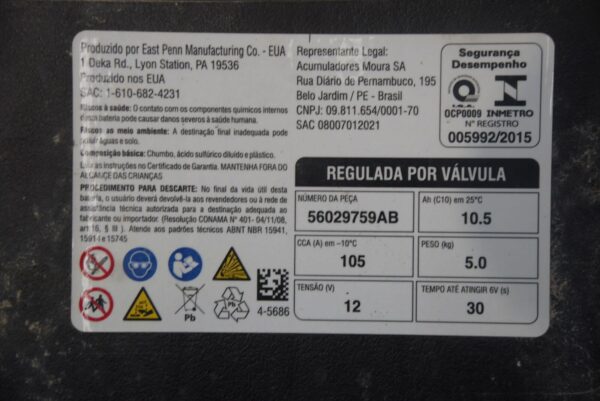 Produzido por East Penn Manufacturing Co. - EUA
1 Deka Rd., Lyon Station, PA 19536
Produzido nos EUA
SAC: 1-610-682-4231
Riscos à saúde: O contato com os componentes químicos internos
desta bateria pode causar danos severos à saúde humana.
Riscos ao meio ambiente: A destinação final inadequada pode
poluir águas e solo.
Composição básica: Chumbo, ácido sulfúrico diluído e plástico.
Leia as instruções no Certificado de Garantia. MANTENHA FORA DO
ALCANCE DAS CRIANÇAS
PROCEDIMENTO PARA DESCARTE: No final da vida útil desta
bateria, o usuário deverá devolvê-la aos revendedores ou à rede de
assistência técnica autorizada para a destinação adequada ao
fabricante ou importador. (Resolução CONAMA Nº 401- 04/11/08,
art 16, § III ). Atende aos padrões técnicos ABNT NBR 15941,
15914 e 15745
Pb
4-5686
Representante Legal:
Acumuladores Moura SA
Rua Diário de Pernambuco, 195
Belo Jardim / PE - Brasil
CNPJ: 09.811.654/0001-70
SAC 08007012021
Segurança
Desempenho
OCP0009 INMETRO
Nº REGISTRO
005992/2015
REGULADA POR VÁLVULA
NÚMERO DA PEÇA
56029759AB
Ah (C10) em 25°C
10.5
CCA (A) em -10°C
105
PESO (kg)
5.0
TENSÃO (V)
12
TEMPO ATÉ ATINGIR 6V (s)
30